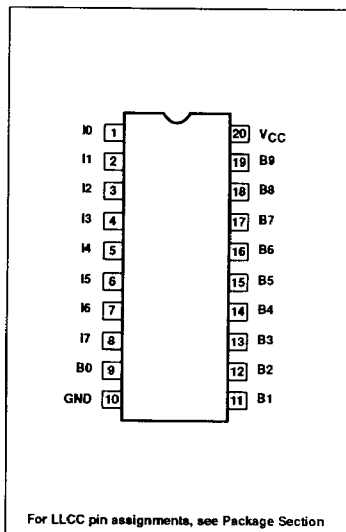 I0 1 20 VCC
I1 2 19 B9
I2 3 18 B8
I3 4 17 B7
I4 5 16 B6
I5 6 15 B5
I6 7 14 B4
I7 8 13 B3
B0 9 12 B2
GND 10 11 B1
For LLCC pin assignments, see Package Section